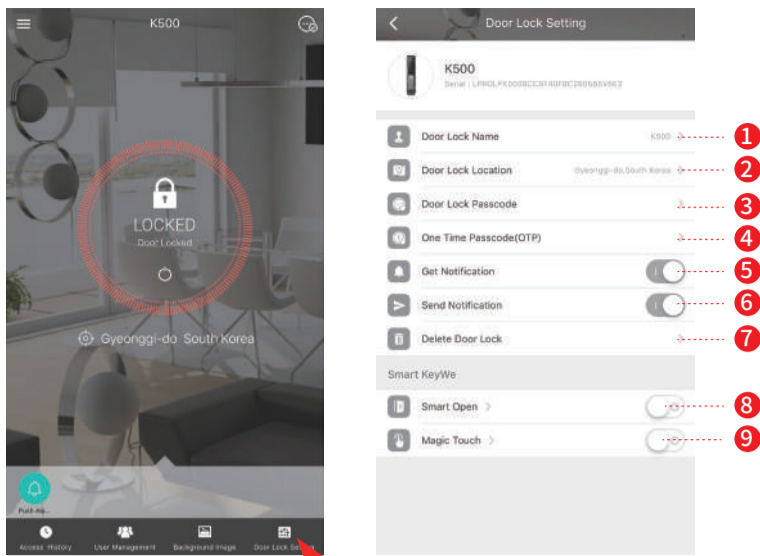 K500
LOCKED
Door Locked
Gyeonggi-do South Korea
Push Ala...
Access History
User Management
Background Image
Door Lock Setting
Door Lock Setting
K500
Door Lock Name
K500
1
Door Lock Location
Gyeonggi-do,South Korea
2
Door Lock Passcode
3
One Time Passcode(OTP)
4
Get Notification
5
Send Notification
6
Delete Door Lock
7
Smart KeyWe
Smart Open
8
Magic Touch
9